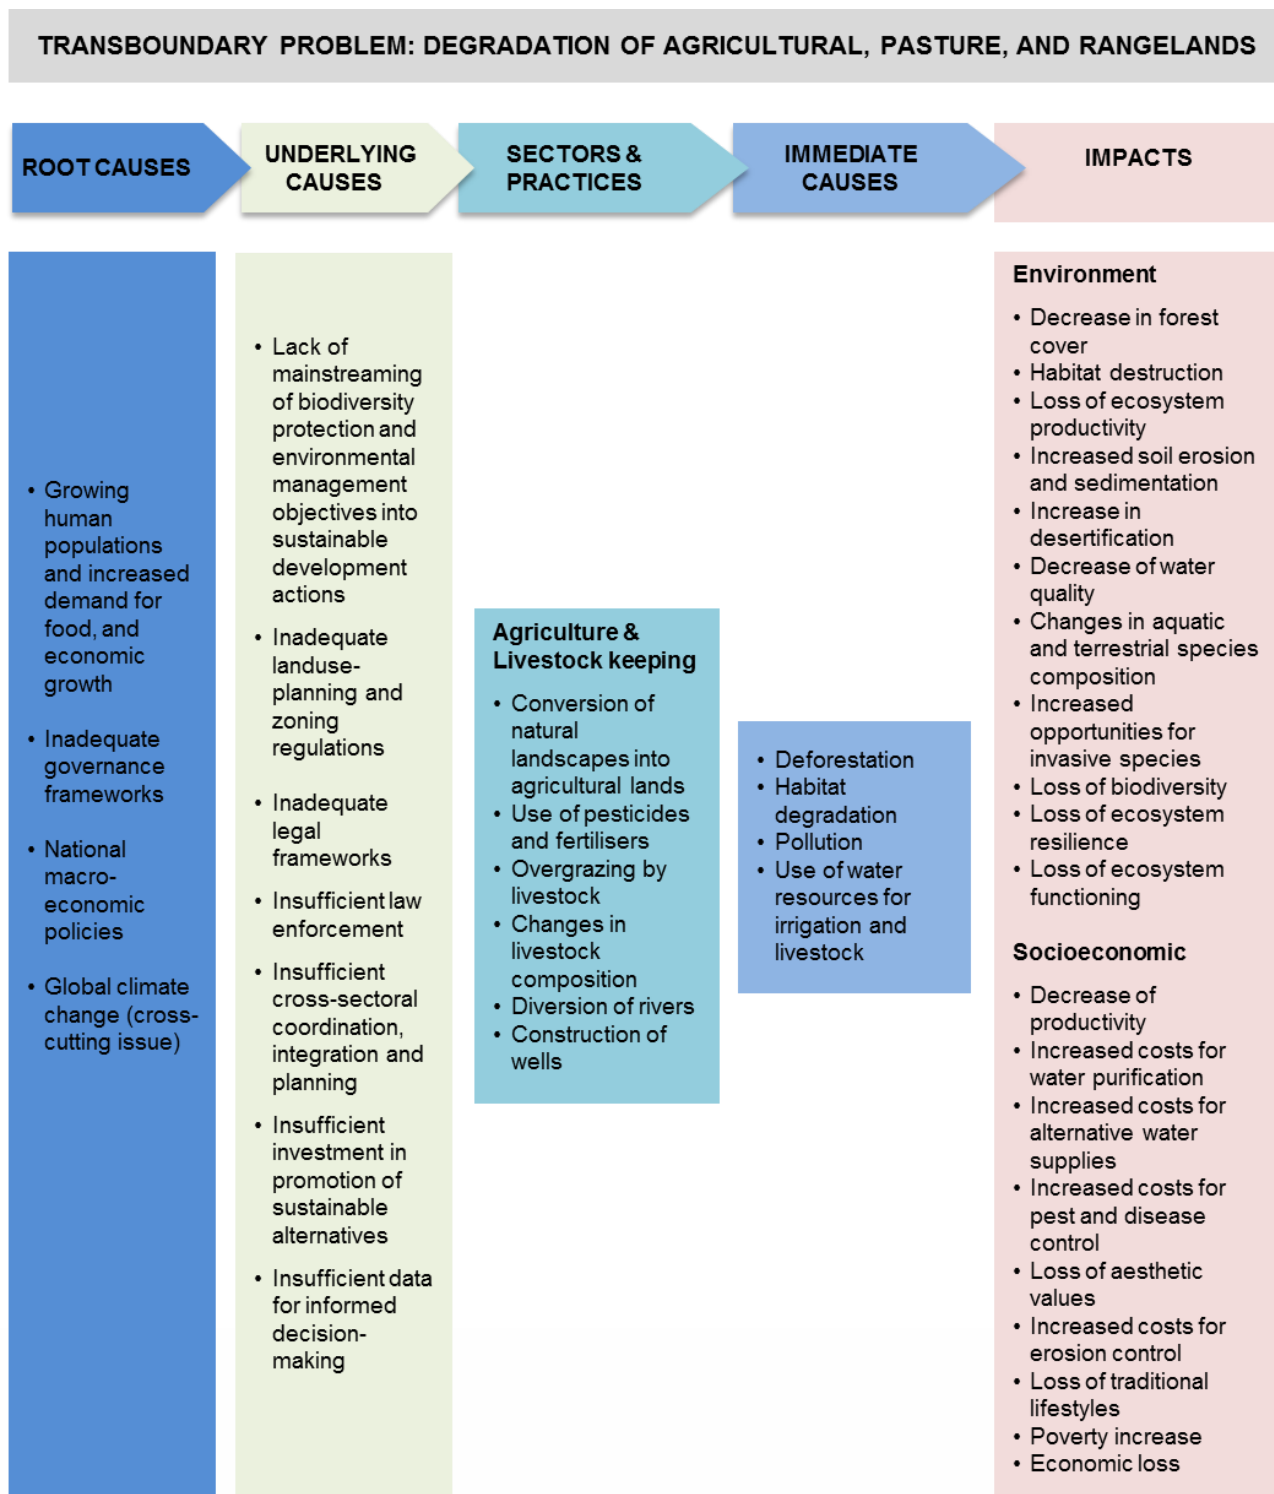 TRANSBOUNDARY PROBLEM: DEGRADATION OF AGRICULTURAL, PASTURE, AND RANGELANDS
ROOT CAUSES
UNDERLYING
CAUSES
SECTORS &
PRACTICES
IMMEDIATE
CAUSES
IMPACTS
• Growing
human
populations
and increased
demand for
food, and
economic
growth
• Inadequate
governance
frameworks
• National
macro-
economic
policies
• Global climate
change (cross-
cutting issue)
• Lack of
mainstreaming
of biodiversity
protection and
environmental
management
objectives into
sustainable
development
actions
• Inadequate
landuse-
planning and
zoning
regulations
• Inadequate
legal
frameworks
• Insufficient law
enforcement
• Insufficient
cross-sectoral
coordination,
integration and
planning
• Insufficient
investment in
promotion of
sustainable
alternatives
• Insufficient data
for informed
decision-
making
Agriculture &
Livestock keeping
• Conversion of
natural
landscapes into
agricultural lands
• Use of pesticides
and fertilisers
• Overgrazing by
livestock
• Changes in
livestock
composition
• Diversion of rivers
• Construction of
wells
• Deforestation
• Habitat
degradation
• Pollution
• Use of water
resources for
irrigation and
livestock
Environment
• Decrease in forest
cover
• Habitat destruction
• Loss of ecosystem
productivity
• Increased soil erosion
and sedimentation
• Increase in
desertification
• Decrease of water
quality
• Changes in aquatic
and terrestrial species
composition
• Increased
opportunities for
invasive species
• Loss of biodiversity
• Loss of ecosystem
resilience
• Loss of ecosystem
functioning
Socioeconomic
• Decrease of
productivity
• Increased costs for
water purification
• Increased costs for
alternative water
supplies
• Increased costs for
pest and disease
control
• Loss of aesthetic
values
• Increased costs for
erosion control
• Loss of traditional
lifestyles
• Poverty increase
• Economic loss